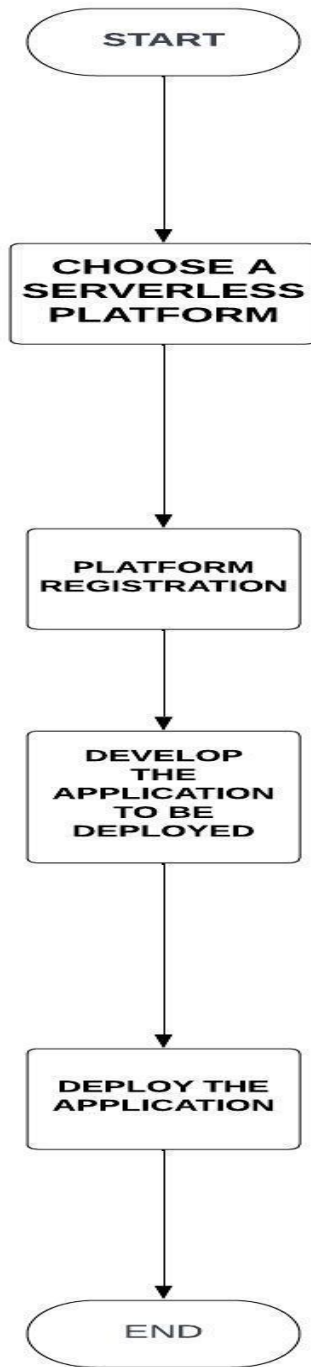 START
CHOOSE A
SERVERLESS
PLATFORM
PLATFORM
REGISTRATION
DEVELOP
THE
APPLICATION
TO BE
DEPLOYED
DEPLOY THE
APPLICATION
END